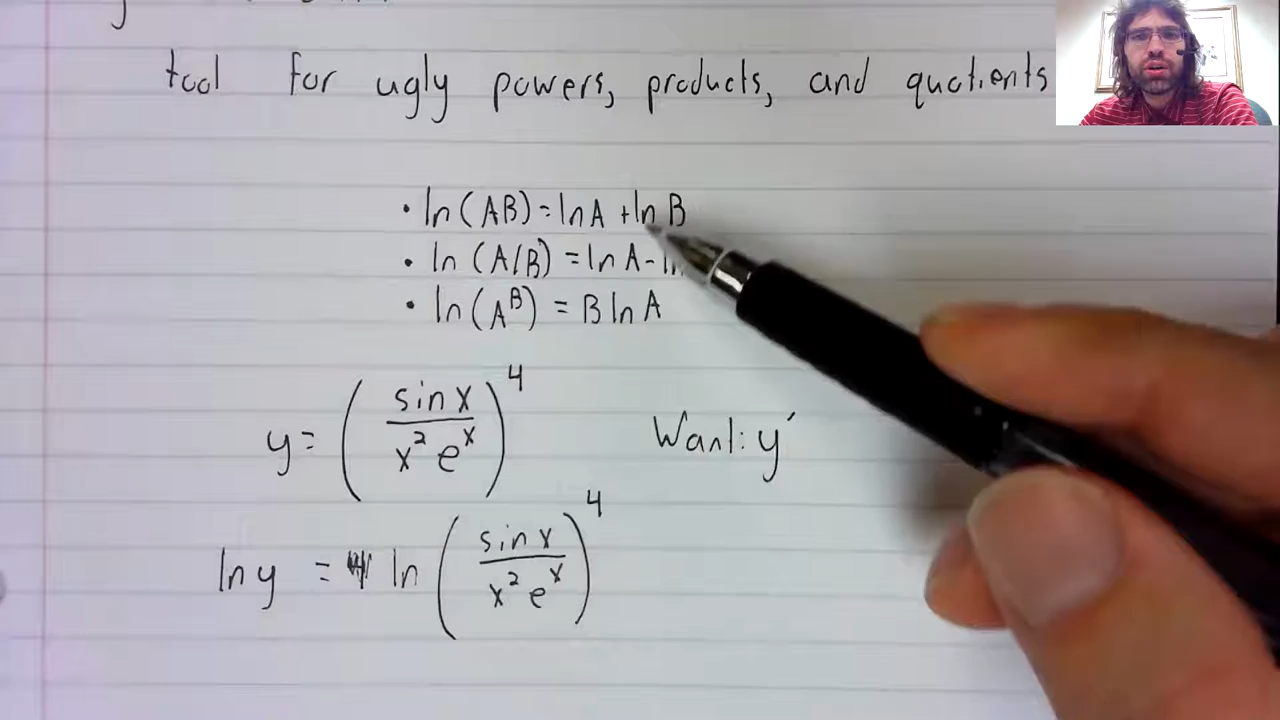 tool for ugly powers, products, and quotients
• ln(AB) = lnA + ln B
• ln (A/B) = ln A -
• ln(A^B) = B ln A
y = (sin x / x^2 e^x)^4 Want: y'
ln y = ln (sin x / x^2 e^x)^4